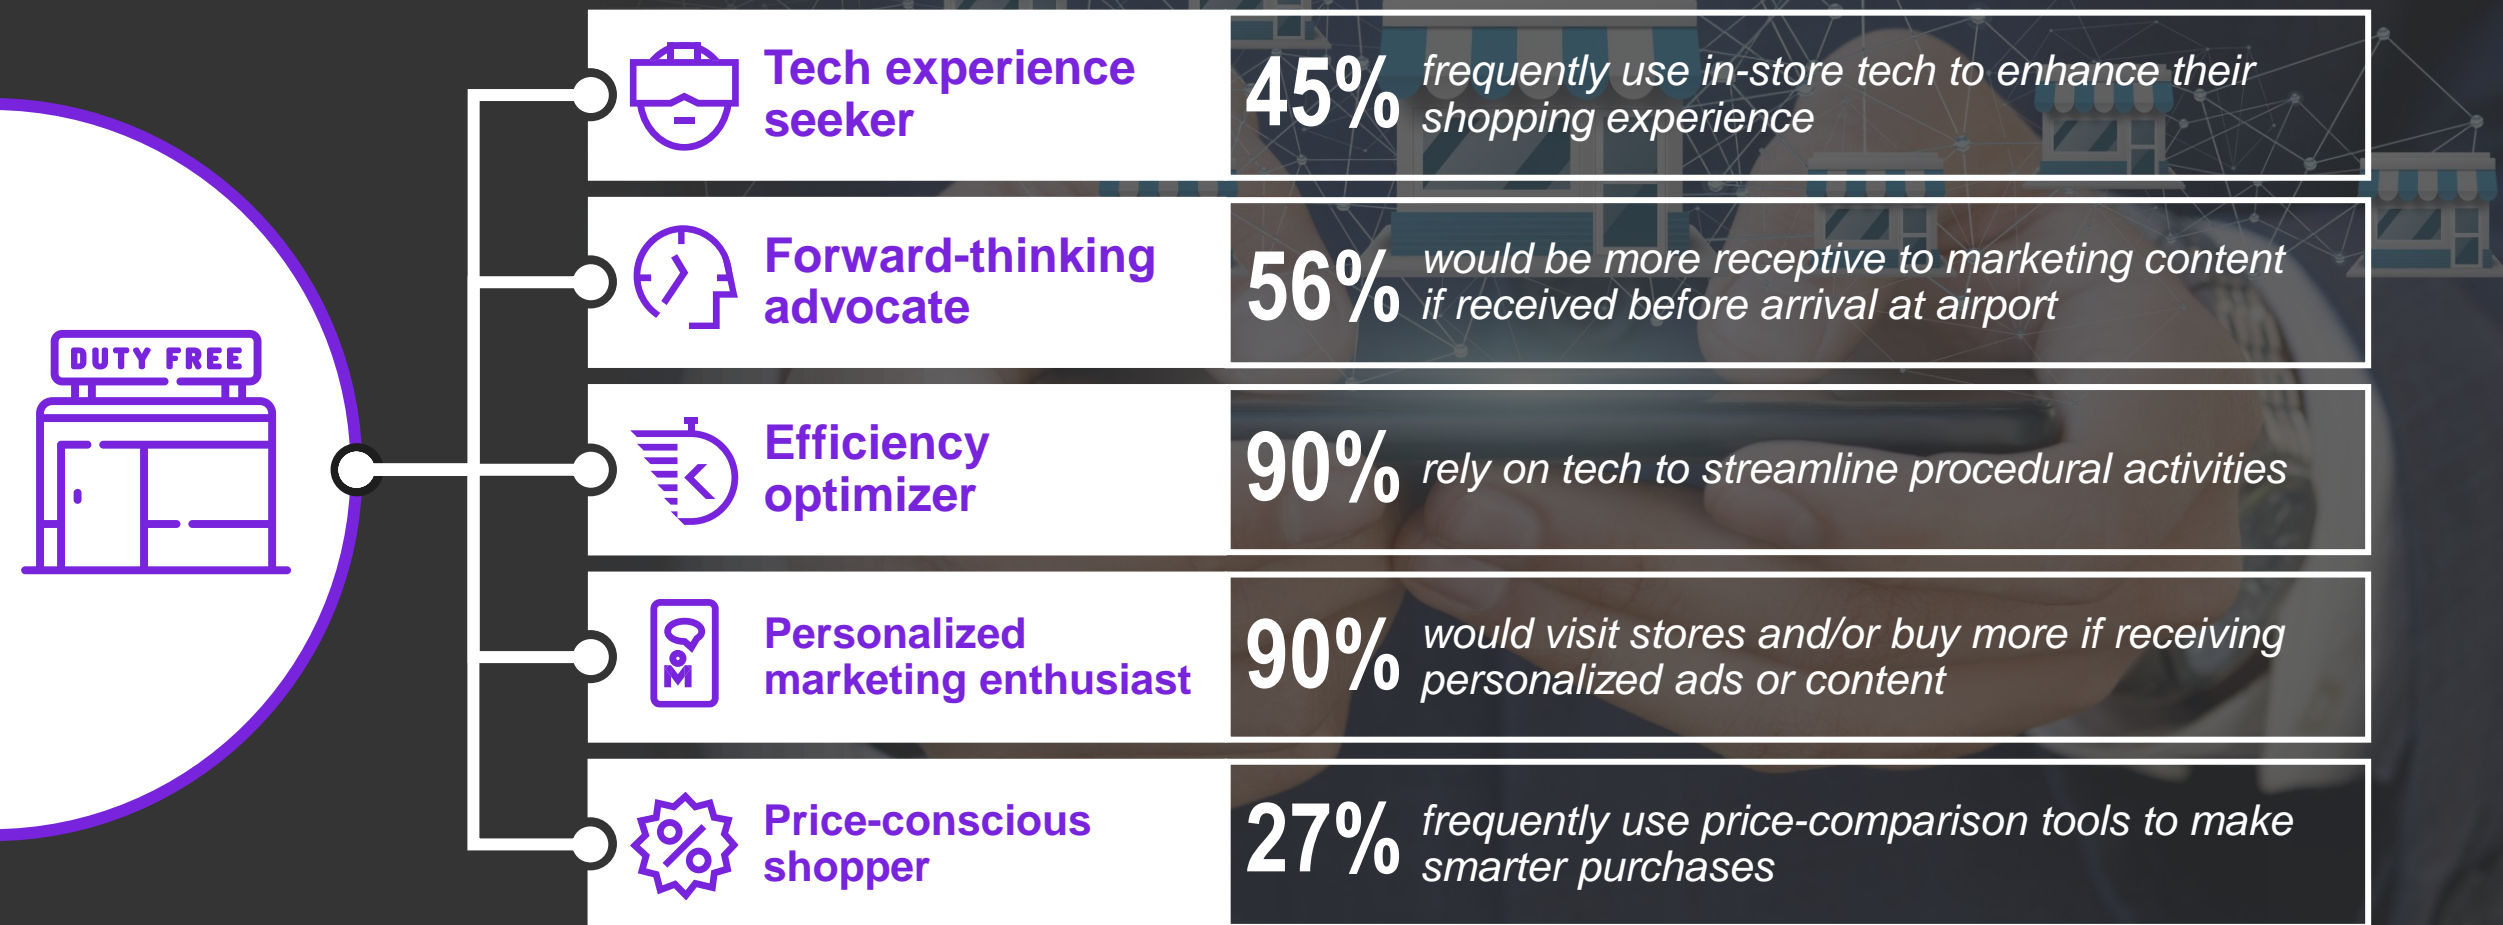 DUTY FREE
Tech experience
seeker
45%
frequently use in-store tech to enhance their
shopping experience
Forward-thinking
advocate
56%
would be more receptive to marketing content
if received before arrival at airport
Efficiency
optimizer
90%
rely on tech to streamline procedural activities
Personalized
marketing enthusiast
90%
would visit stores and/or buy more if receiving
personalized ads or content
Price-conscious
shopper
27%
frequently use price-comparison tools to make
smarter purchases